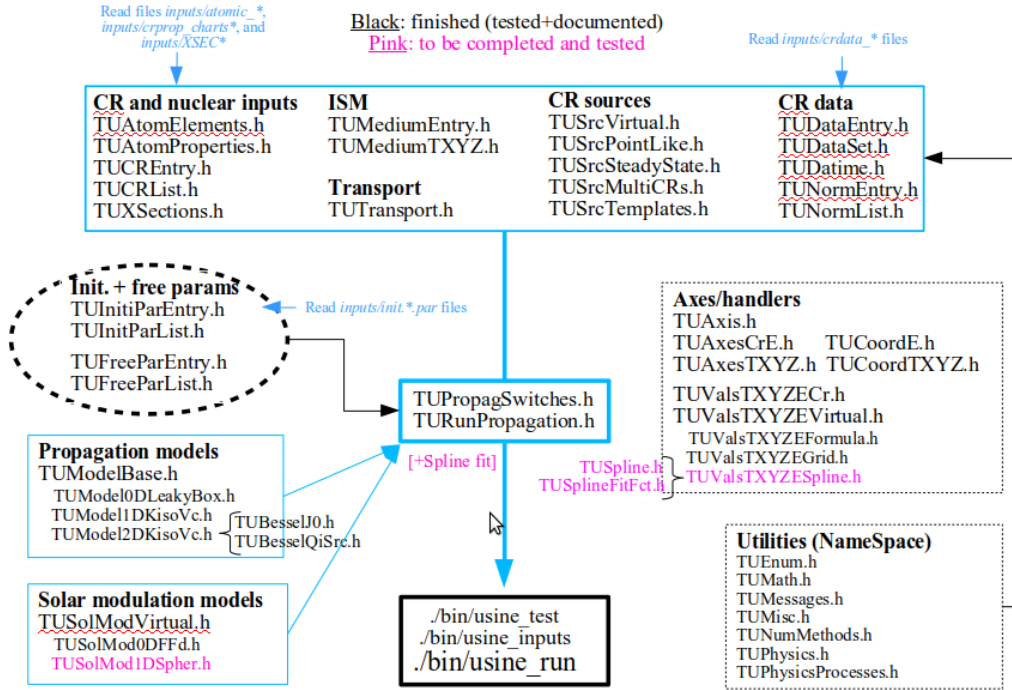 Read files inputs/atomic_*,
inputs/crprop_charts*, and
inputs/XSEC*
Black: finished (tested+documented)
Pink: to be completed and tested
Read inputs/crdata_* files
CR and nuclear inputs
TUAtomElements.h
TUAtomProperties.h
TUCREntry.h
TUCRList.h
TUXSections.h
ISM
TUMediumEntry.h
TUMediumTXYZ.h
Transport
TUTransport.h
CR sources
TUSrcVirtual.h
TUSrcPointLike.h
TUSrcSteadyState.h
TUSrcMultiCRs.h
TUSrcTemplates.h
CR data
TUDataEntry.h
TUDataSet.h
TUDatime.h
TUNormEntry.h
TUNormList.h
Init. + free params
TUInitiParEntry.h
TUInitParList.h
TUFreeParEntry.h
TUFreeParList.h
Read inputs/init.*.par files
Axes/handlers
TUAxis.h
TUAxesCrE.h TUCoordE.h
TUAxesTXYZ.h TUCoordTXYZ.h
TUValsTXYZECr.h
TUValsTXYZEVirtual.h
TUValsTXYZEFormula.h
TUValsTXYZEGrid.h
TUValsTXYZESpline.h
TUSpline.h
TUSplineFitFct.h
TUPropagSwitches.h
TURunPropagation.h
[+Spline fit]
Propagation models
TUModelBase.h
TUModel0DLeakyBox.h
TUModel1DKisoVc.h
TUModel2DKisoVc.h
TUBesselJ0.h
TUBesselQiSrc.h
Solar modulation models
TUSolModVirtual.h
TUSolMod0DFFd.h
TUSolMod1DSpher.h
./bin/usine_test
./bin/usine_inputs
./bin/usine_run
Utilities (NameSpace)
TUEnum.h
TUMath.h
TUMessages.h
TUMisc.h
TUNumMethods.h
TUPhysics.h
TUPhysicsProcesses.h